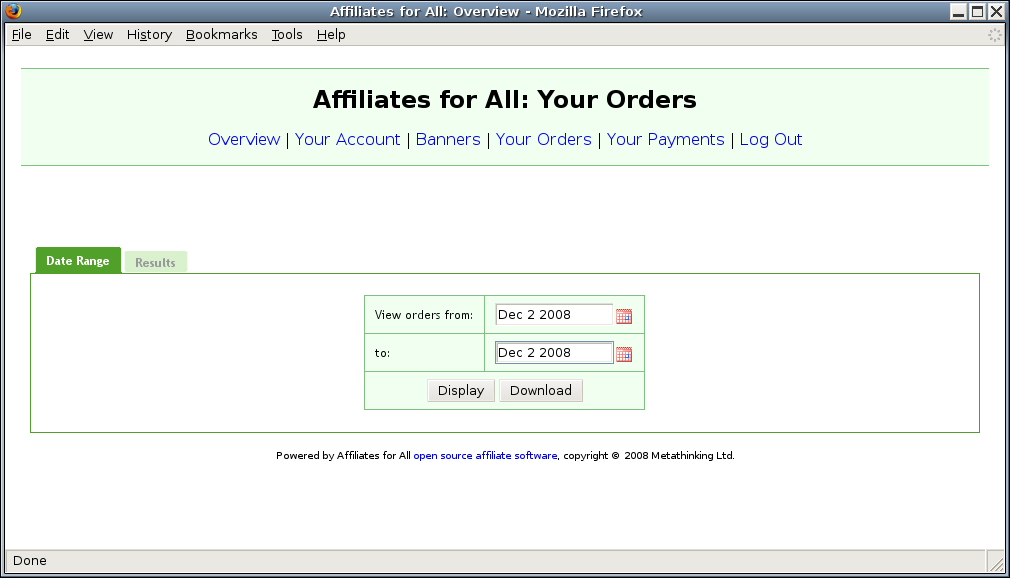 Affiliates for All: Overview - Mozilla Firefox
File Edit View History Bookmarks Tools Help
Affiliates for All: Your Orders
Overview | Your Account | Banners | Your Orders | Your Payments | Log Out
Date Range Results
View orders from: Dec 2 2008
to: Dec 2 2008
Display Download
Powered by Affiliates for All open source affiliate software, copyright © 2008 Metathinking Ltd.
Done